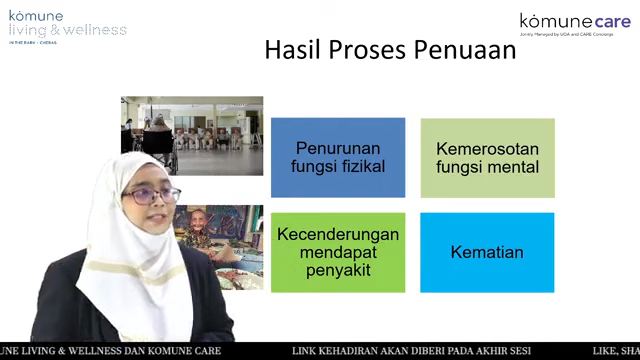 kömune
living & wellness
IN THE PARK - CHERAS
kömunecare
Jointly Managed by UOA and CARE Concierge
Hasil Proses Penuaan
Penurunan
fungsi fizikal
Kemerosotan
fungsi mental
Kecenderungan
mendapat
penyakit
Kematian
UNE LIVING & WELLNESS DAN KOMUNE CARE LINK KEHADIRAN AKAN DIBERI PADA AKHIR SESI LIKE, SHA